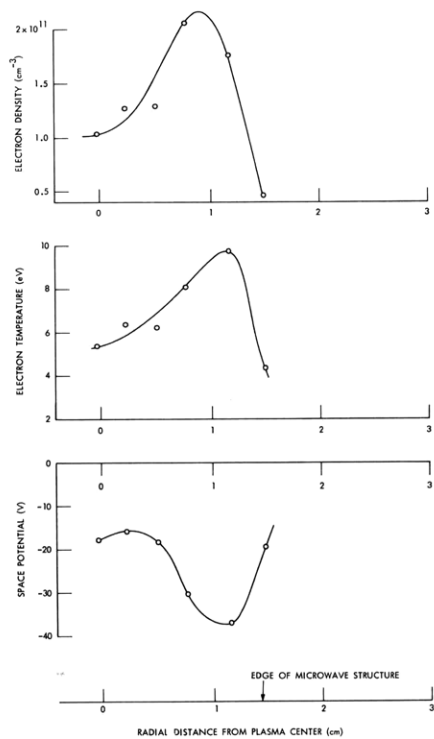 2×10¹¹
1.5
1.0
0.5
ELECTRON DENSITY (cm⁻³)
0 1 2 3
10
8
6
4
2
ELECTRON TEMPERATURE (eV)
0 1 2 3
0
-10
-20
-30
-40
SPACE POTENTIAL (V)
0 1 2 3
EDGE OF MICROWAVE STRUCTURE
0 1 2 3
RADIAL DISTANCE FROM PLASMA CENTER (cm)